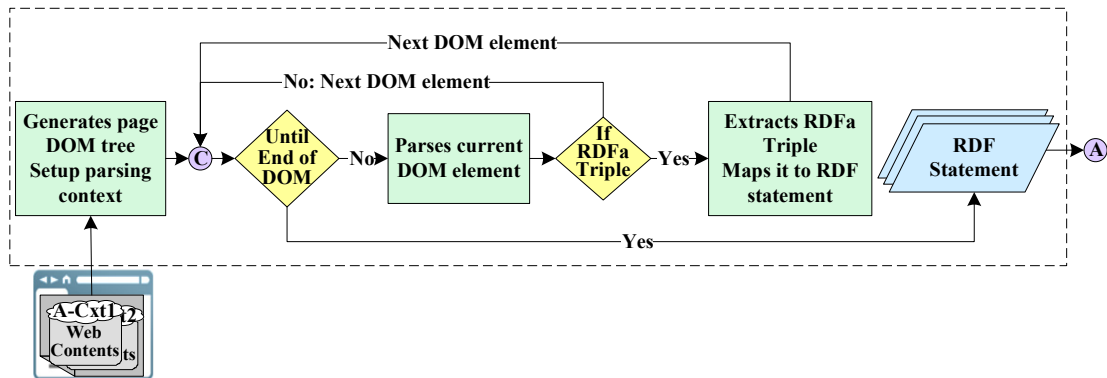 Next DOM element
No: Next DOM element
Generates page
DOM tree
Setup parsing
context
C
Until
End of
DOM
No
Parses current
DOM element
If
RDFa
Triple
Yes
Extracts RDFa
Triple
Maps it to RDF
statement
RDF
Statement
A
Yes
A-Cxt1
t2
Web
Contents
ts